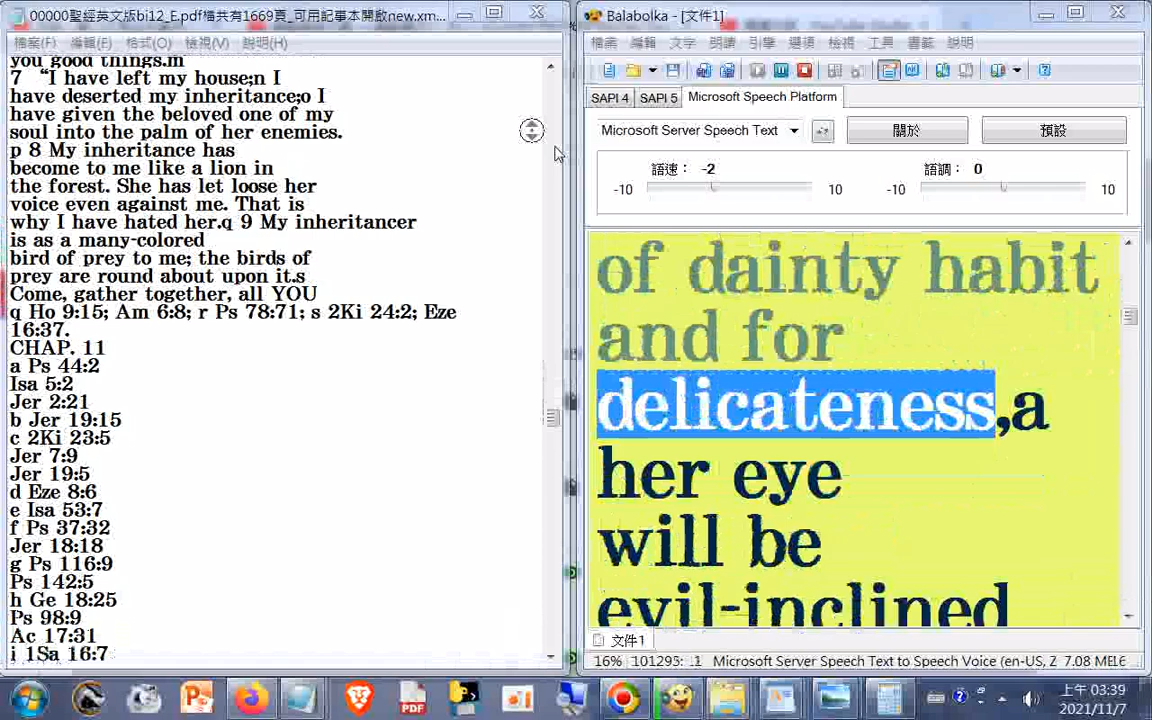 00000聖經英文版bi12_E.pdf檔共有1669頁_可用記事本開啟new.xm...
檔案(F) 編輯(E) 格式(O) 檢視(V) 說明(H)
you good things.m
7 “I have left my house;n I
have deserted my inheritance;o I
have given the beloved one of my
soul into the palm of her enemies.
p 8 My inheritance has
become to me like a lion in
the forest. She has let loose her
voice even against me. That is
why I have hated her.q 9 My inheritancer
is as a many-colored
bird of prey to me; the birds of
prey are round about upon it.s
Come, gather together, all YOU
q Ho 9:15; Am 6:8; r Ps 78:71; s 2Ki 24:2; Eze
16:37.
CHAP. 11
a Ps 44:2
Isa 5:2
Jer 2:21
b Jer 19:15
c 2Ki 23:5
Jer 7:9
Jer 19:5
d Eze 8:6
e Isa 53:7
f Ps 37:32
Jer 18:18
g Ps 116:9
Ps 142:5
h Ge 18:25
Ps 98:9
Ac 17:31
i 1Sa 16:7
Balabolka - [文件1]
檔案 編輯 文字 朗讀 引擎 選項 檢視 工具 書籤 說明
SAPI 4 SAPI 5 Microsoft Speech Platform
Microsoft Server Speech Text 關於 預設
語速： -2 語調： 0
-10 10 -10 10
of dainty habit
and for
delicateness,a
her eye
will be
evil-inclined
文件1
16% 101293: .1 Microsoft Server Speech Text to Speech Voice (en-US, Z 7.08 ME
PDF
上午 03:39
2021/11/7